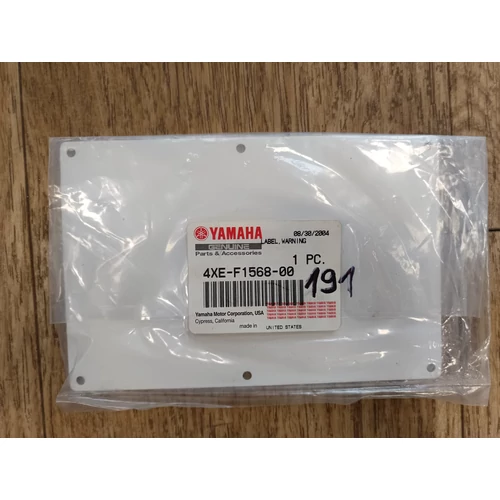 YAMAHA
08/30/2004
GENUINE
LABEL, WARNING
Parts & Accessories
1 PC.
4XE-F1568-00
191
Yamaha Motor Corporation, USA
Cypress, California
made in UNITED STATES